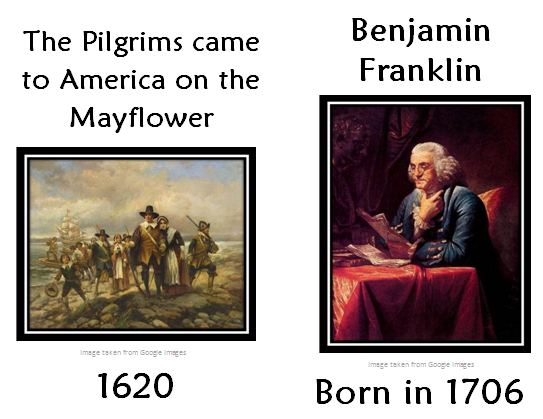 The Pilgrims came
to America on the
Mayflower
Image taken from Google Images
1620
Benjamin
Franklin
Image taken from Google Images
Born in 1706